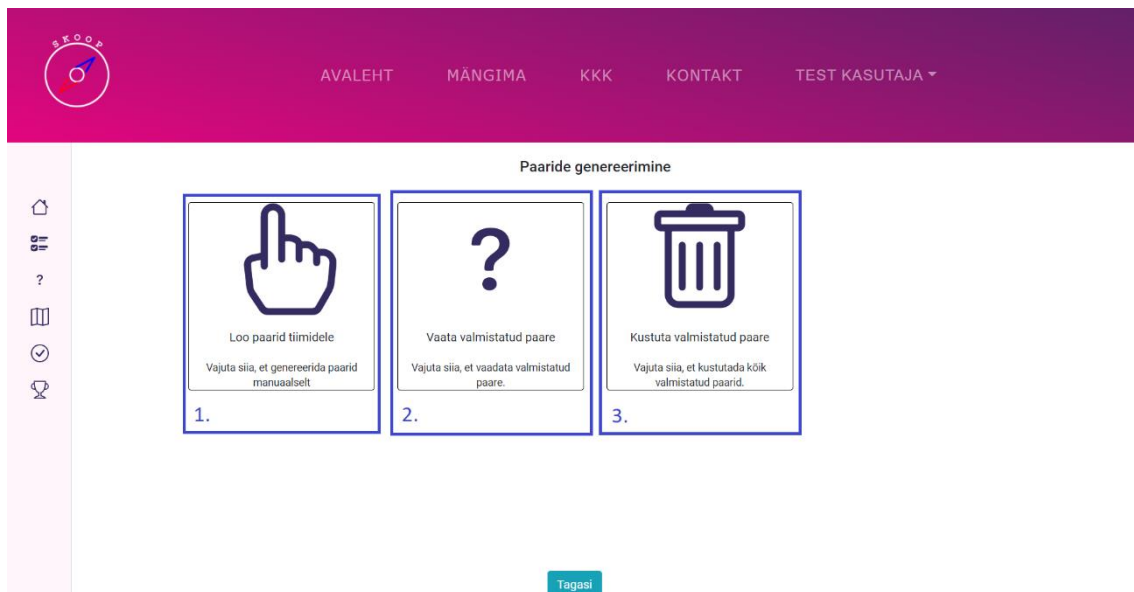 SKOOP
AVALEHT MÄNGIMA KKK KONTAKT TEST KASUTAJA
Paaride genereerimine
?
?
Loo paarid tiimidele
Vajuta siia, et genereerida paarid
manuaalselt
1.
Vaata valmistatud paare
Vajuta siia, et vaadata valmistatud
paare.
2.
Kustuta valmistatud paare
Vajuta siia, et kustutada kõik
valmistatud paarid.
3.
Tagasi